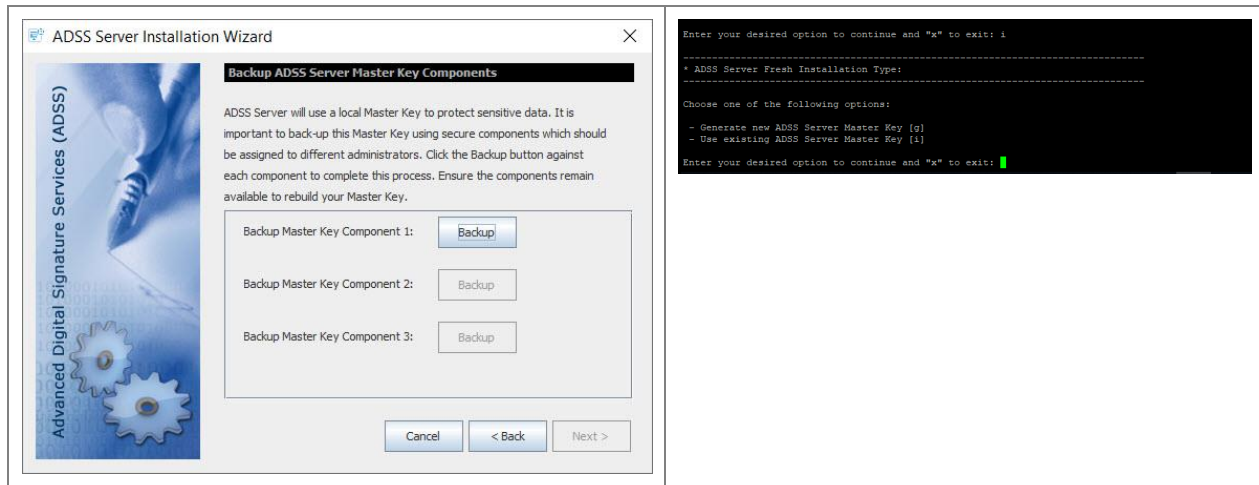 ADSS Server Installation Wizard
Advanced Digital Signature Services (ADSS)
Backup ADSS Server Master Key Components
ADSS Server will use a local Master Key to protect sensitive data. It is
important to back-up this Master Key using secure components which should
be assigned to different administrators. Click the Backup button against
each component to complete this process. Ensure the components remain
available to rebuild your Master Key.
Backup Master Key Component 1: Backup
Backup Master Key Component 2: Backup
Backup Master Key Component 3: Backup
Cancel < Back Next >
Enter your desired option to continue and "x" to exit: i
* ADSS Server Fresh Installation Type:
Choose one of the following options:
- Generate new ADSS Server Master Key [g]
- Use existing ADSS Server Master Key [i]
Enter your desired option to continue and "x" to exit: